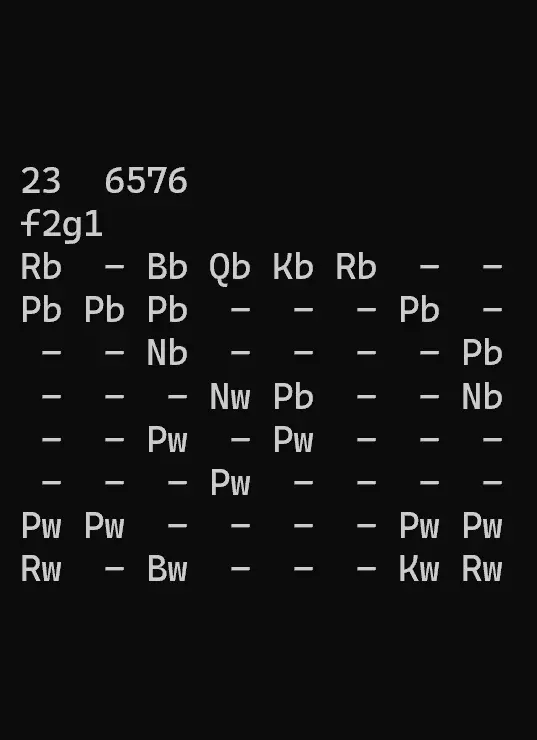 23  6576
f2g1
Rb  – Bb Qb Kb Rb  –  –
Pb Pb Pb  –  –  – Pb  –
 –  – Nb  –  –  –  – Pb
 –  –  – Nw Pb  –  – Nb
 –  – Pw  – Pw  –  –  –
 –  –  – Pw  –  –  –  –
Pw Pw  –  –  –  – Pw Pw
Rw  – Bw  –  –  – Kw Rw